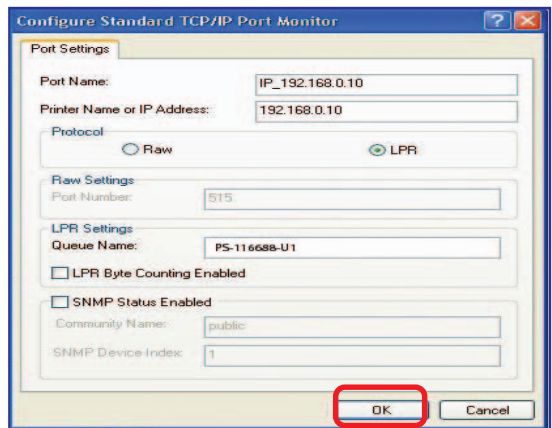 Configure Standard TCP/IP Port Monitor
Port Settings
Port Name: IP_192.168.0.10
Printer Name or IP Address: 192.168.0.10
Protocol
Raw LPR
Raw Settings
Port Number: 515
LPR Settings
Queue Name: PS-116688-U1
LPR Byte Counting Enabled
SNMP Status Enabled
Community Name: public
SNMP Device Index: 1
OK Cancel